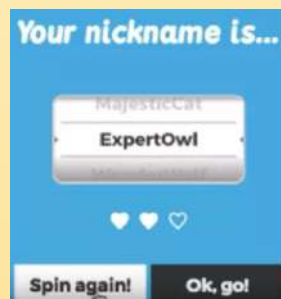 Your nickname is...
MajesticCat
ExpertOwl
Spin again!
Ok, go!